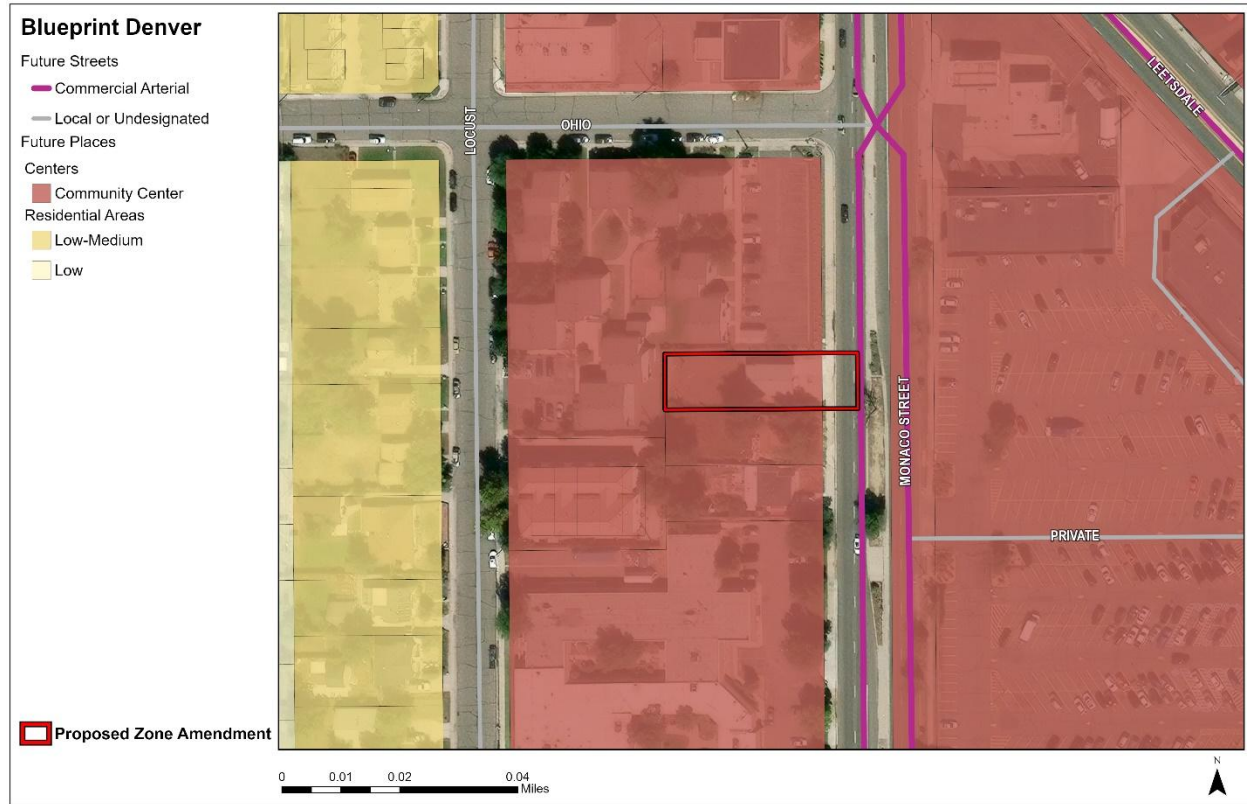 Blueprint Denver
Future Streets
Commercial Arterial
Local or Undesignated
Future Places
Centers
Community Center
Residential Areas
Low-Medium
Low
Proposed Zone Amendment
LOCUST
OHIO
LEETSDALE
MONACO STREET
PRIVATE
0 0.01 0.02 0.04
Miles
N